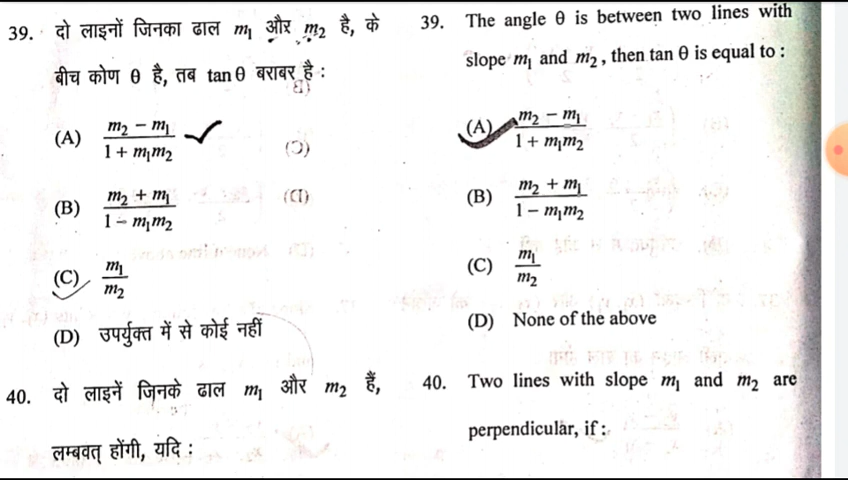 39. दो लाइनों जिनका ढाल m₁ और m₂ है, के
बीच कोण θ है, तब tan θ बराबर है :
(A) (m₂ − m₁)/(1 + m₁m₂)
(B) (m₂ + m₁)/(1 − m₁m₂)
(C) m₁/m₂
(D) उपर्युक्त में से कोई नहीं
40. दो लाइनें जिनके ढाल m₁ और m₂ हैं,
लम्बवत् होंगी, यदि :
39. The angle θ is between two lines with
slope m₁ and m₂, then tan θ is equal to :
(A) (m₂ − m₁)/(1 + m₁m₂)
(B) (m₂ + m₁)/(1 − m₁m₂)
(C) m₁/m₂
(D) None of the above
40. Two lines with slope m₁ and m₂ are
perpendicular, if :